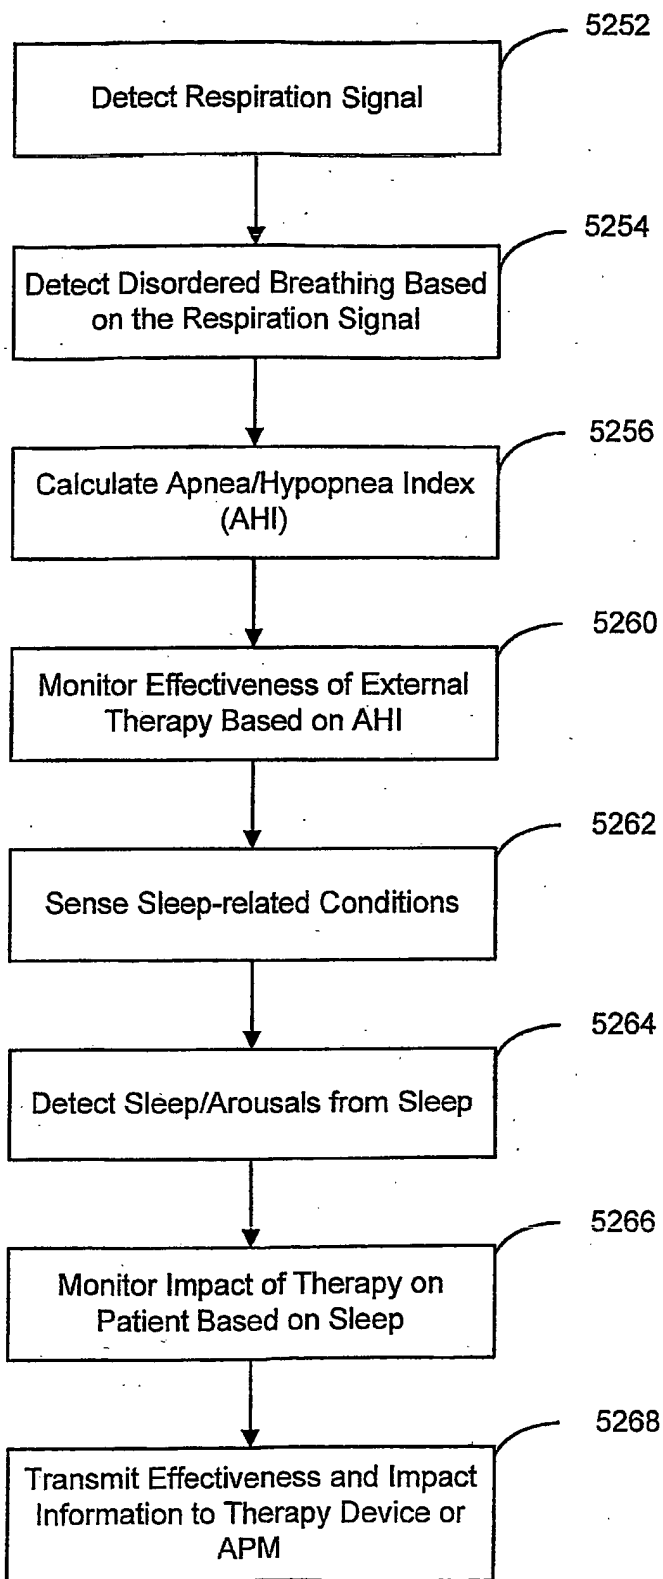 5252
Detect Respiration Signal
5254
Detect Disordered Breathing Based
on the Respiration Signal
5256
Calculate Apnea/Hypopnea Index
(AHI)
5260
Monitor Effectiveness of External
Therapy Based on AHI
5262
Sense Sleep-related Conditions
5264
Detect Sleep/Arousals from Sleep
5266
Monitor Impact of Therapy on
Patient Based on Sleep
5268
Transmit Effectiveness and Impact
Information to Therapy Device or
APM